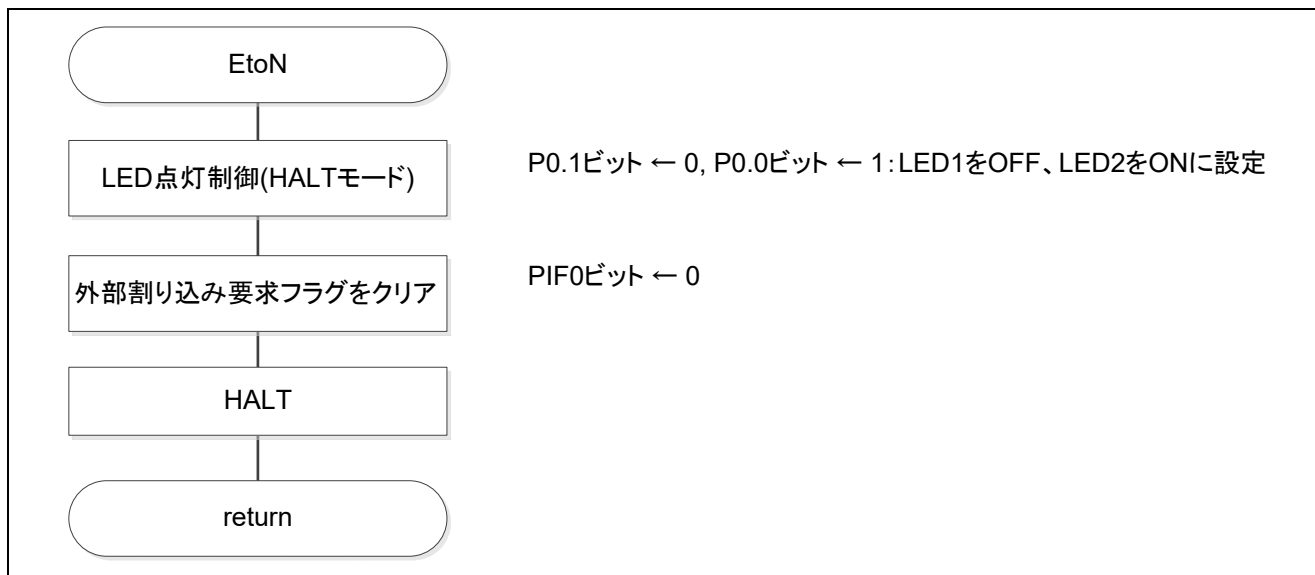 EtoN
LED点灯制御(HALTモード)
P0.1ビット ← 0, P0.0ビット ← 1:LED1をOFF、LED2をONに設定
外部割り込み要求フラグをクリア
PIF0ビット ← 0
HALT
return